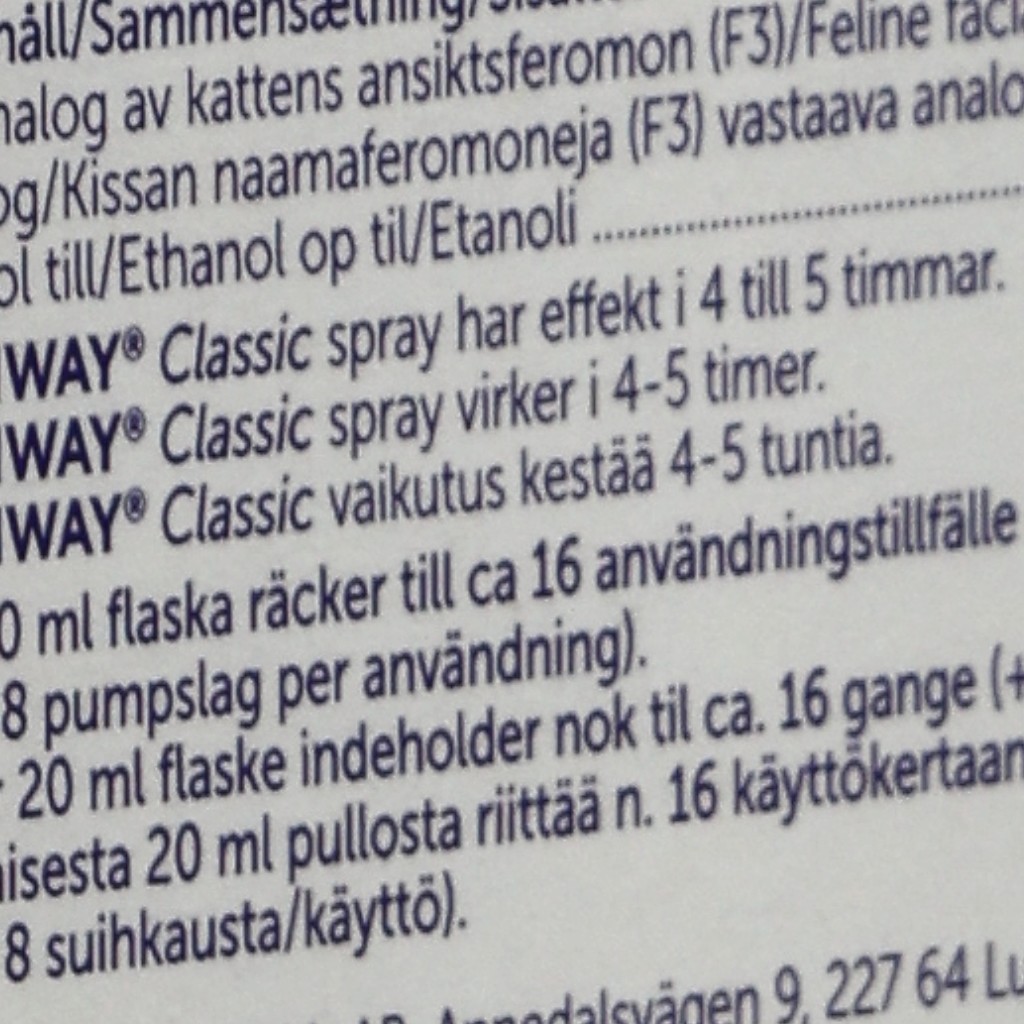 håll/Sammensætning/
analog av kattens ansiktsferomon (F3)/Feline
og/Kissan naamaferomoneja (F3) vastaava
ol till/Ethanol op til/Etanoli ........................
WAY® Classic spray har effekt i 4 till 5 timmar.
WAY® Classic spray virker i 4-5 timer.
WAY® Classic vaikutus kestää 4-5 tuntia.
0 ml flaska räcker till ca 16 användningstillfälle
8 pumpslag per användning).
20 ml flaske indeholder nok til ca. 16 gange (+
isesta 20 ml pullosta riittää n. 16 käyttökertaan
8 suihkausta/käyttö).
Annedalsvägen 9, 227 64 Lu